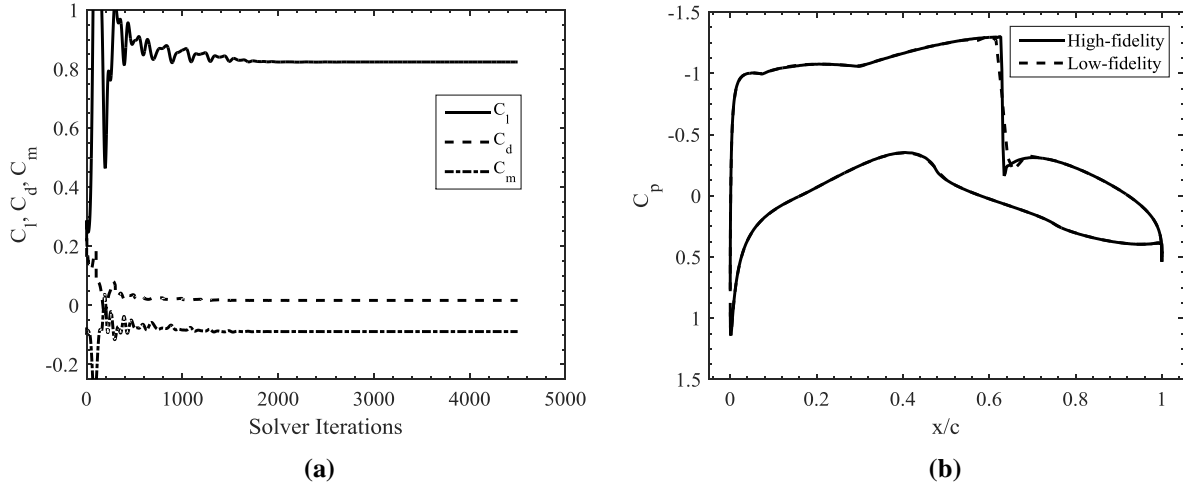 1
0.8
0.6
0.4
0.2
0
-0.2
C_l, C_d, C_m
C_l
C_d
C_m
0 1000 2000 3000 4000 5000
Solver Iterations
(a)
-1.5
-1
-0.5
0
0.5
1
1.5
C_p
High-fidelity
Low-fidelity
0 0.2 0.4 0.6 0.8 1
x/c
(b)